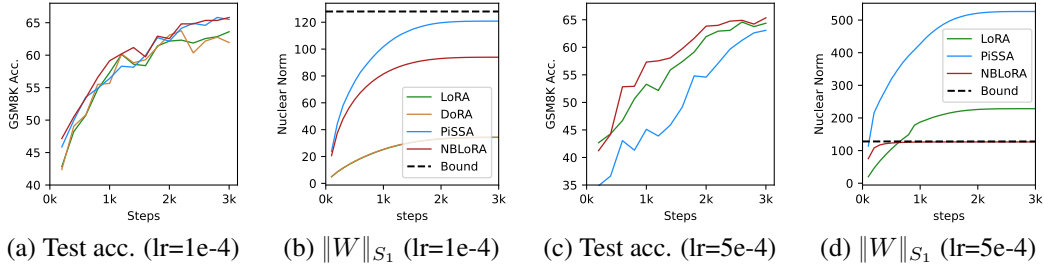 GSM8K Acc.
65
60
55
50
45
40
0k
1k
2k
3k
Steps
(a) Test acc. (lr=1e-4)
Nuclear Norm
140
120
100
80
60
40
20
0
LoRA
DoRA
PiSSA
NBLoRA
Bound
0k
1k
2k
3k
steps
(b) ‖W‖S₁ (lr=1e-4)
GSM8K Acc.
65
60
55
50
45
40
35
0k
1k
2k
3k
Steps
(c) Test acc. (lr=5e-4)
Nuclear Norm
500
400
300
200
100
0
LoRA
PiSSA
NBLoRA
Bound
0k
1k
2k
3k
steps
(d) ‖W‖S₁ (lr=5e-4)